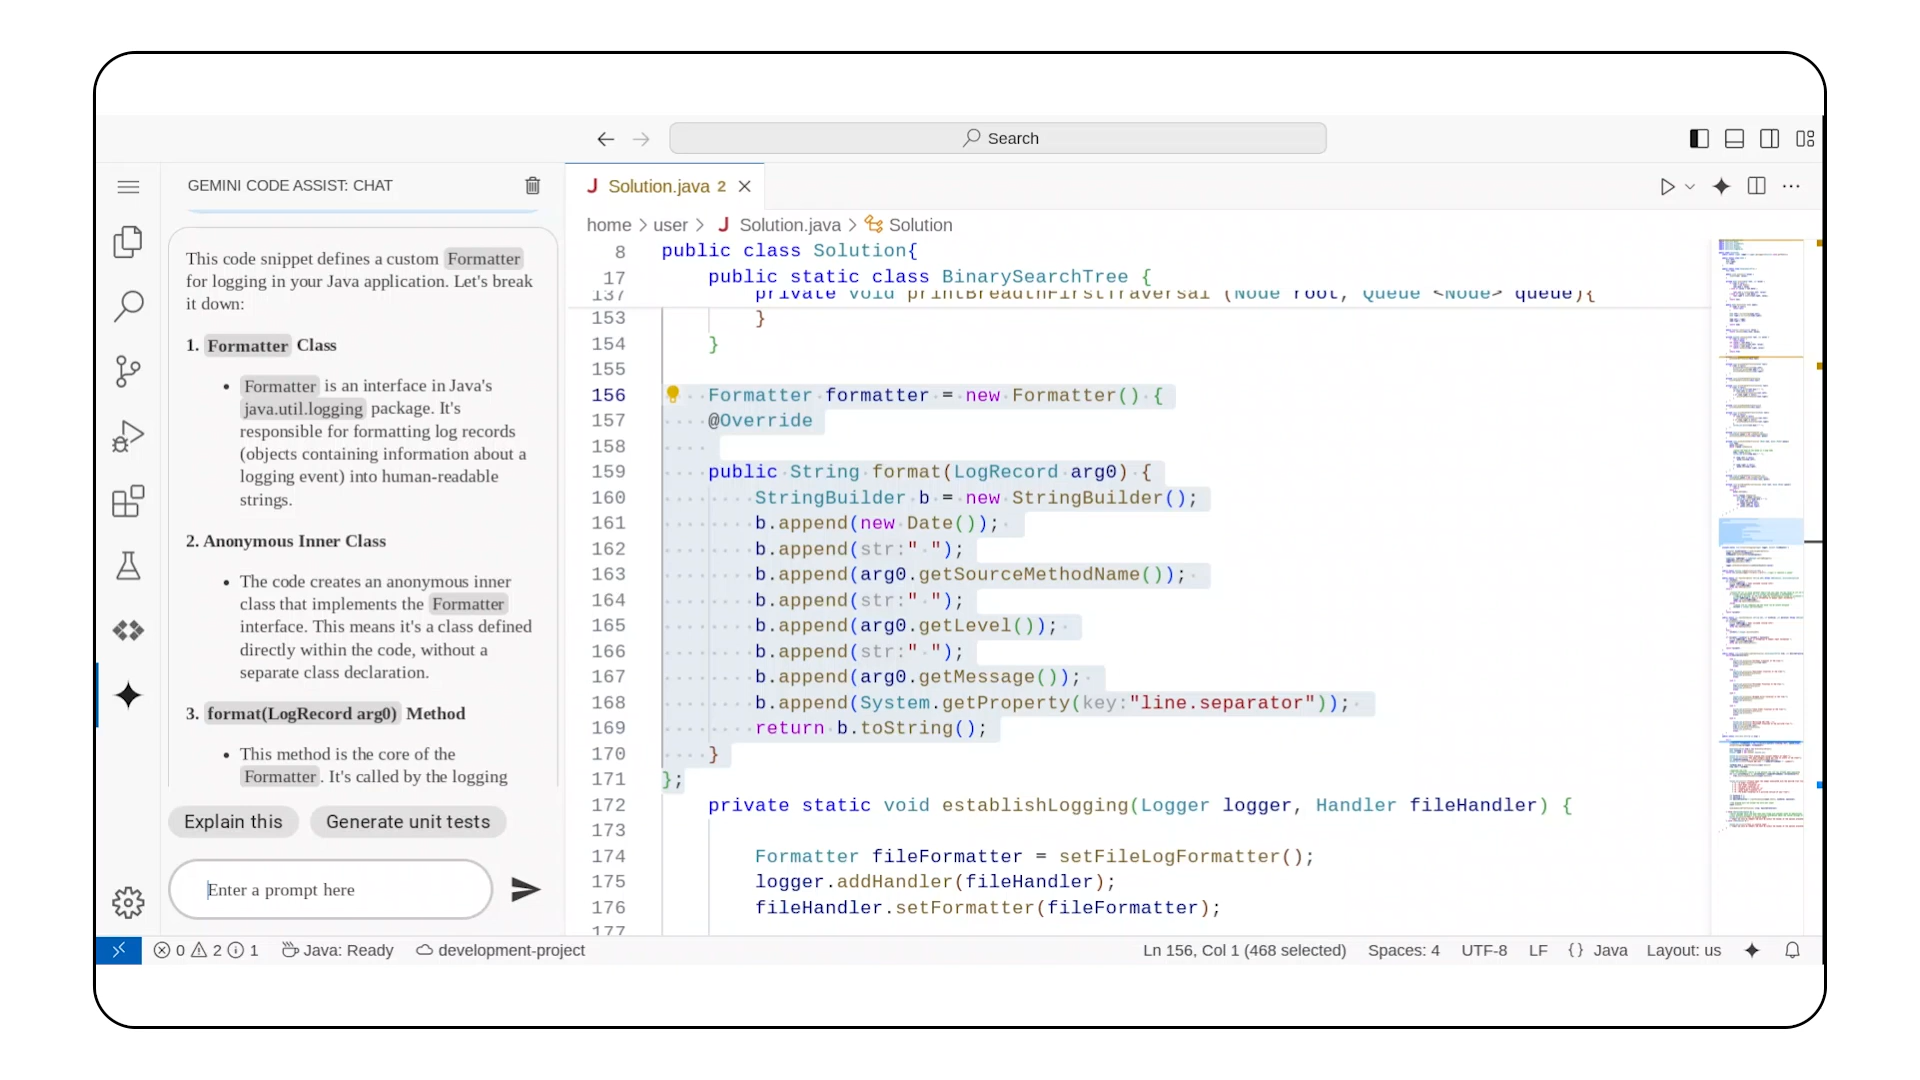 Search
GEMINI CODE ASSIST: CHAT
This code snippet defines a custom Formatter
for logging in your Java application. Let's break
it down:
1. Formatter Class
• Formatter is an interface in Java's
java.util.logging package. It's
responsible for formatting log records
(objects containing information about a
logging event) into human-readable
strings.
2. Anonymous Inner Class
• The code creates an anonymous inner
class that implements the Formatter
interface. This means it's a class defined
directly within the code, without a
separate class declaration.
3. format(LogRecord arg0) Method
• This method is the core of the
Formatter. It's called by the logging
Explain this
Generate unit tests
Enter a prompt here
J Solution.java 2
home > user > J Solution.java > Solution
8 public class Solution{
17 public static class BinarySearchTree {
137 private void printBreadthFirstTraversal (Node root, Queue <Node> queue){
153 }
154 }
155
156 Formatter formatter = new Formatter() {
157 @Override
158
159 public String format(LogRecord arg0) {
160 StringBuilder b = new StringBuilder();
161 b.append(new Date());
162 b.append(str:" ");
163 b.append(arg0.getSourceMethodName());
164 b.append(str:" ");
165 b.append(arg0.getLevel());
166 b.append(str:" ");
167 b.append(arg0.getMessage());
168 b.append(System.getProperty(key:"line.separator"));
169 return b.toString();
170 }
171 };
172 private static void establishLogging(Logger logger, Handler fileHandler) {
173
174 Formatter fileFormatter = setFileLogFormatter();
175 logger.addHandler(fileHandler);
176 fileHandler.setFormatter(fileFormatter);
177
0 2 1 Java: Ready development-project
Ln 156, Col 1 (468 selected) Spaces: 4 UTF-8 LF {} Java Layout: us